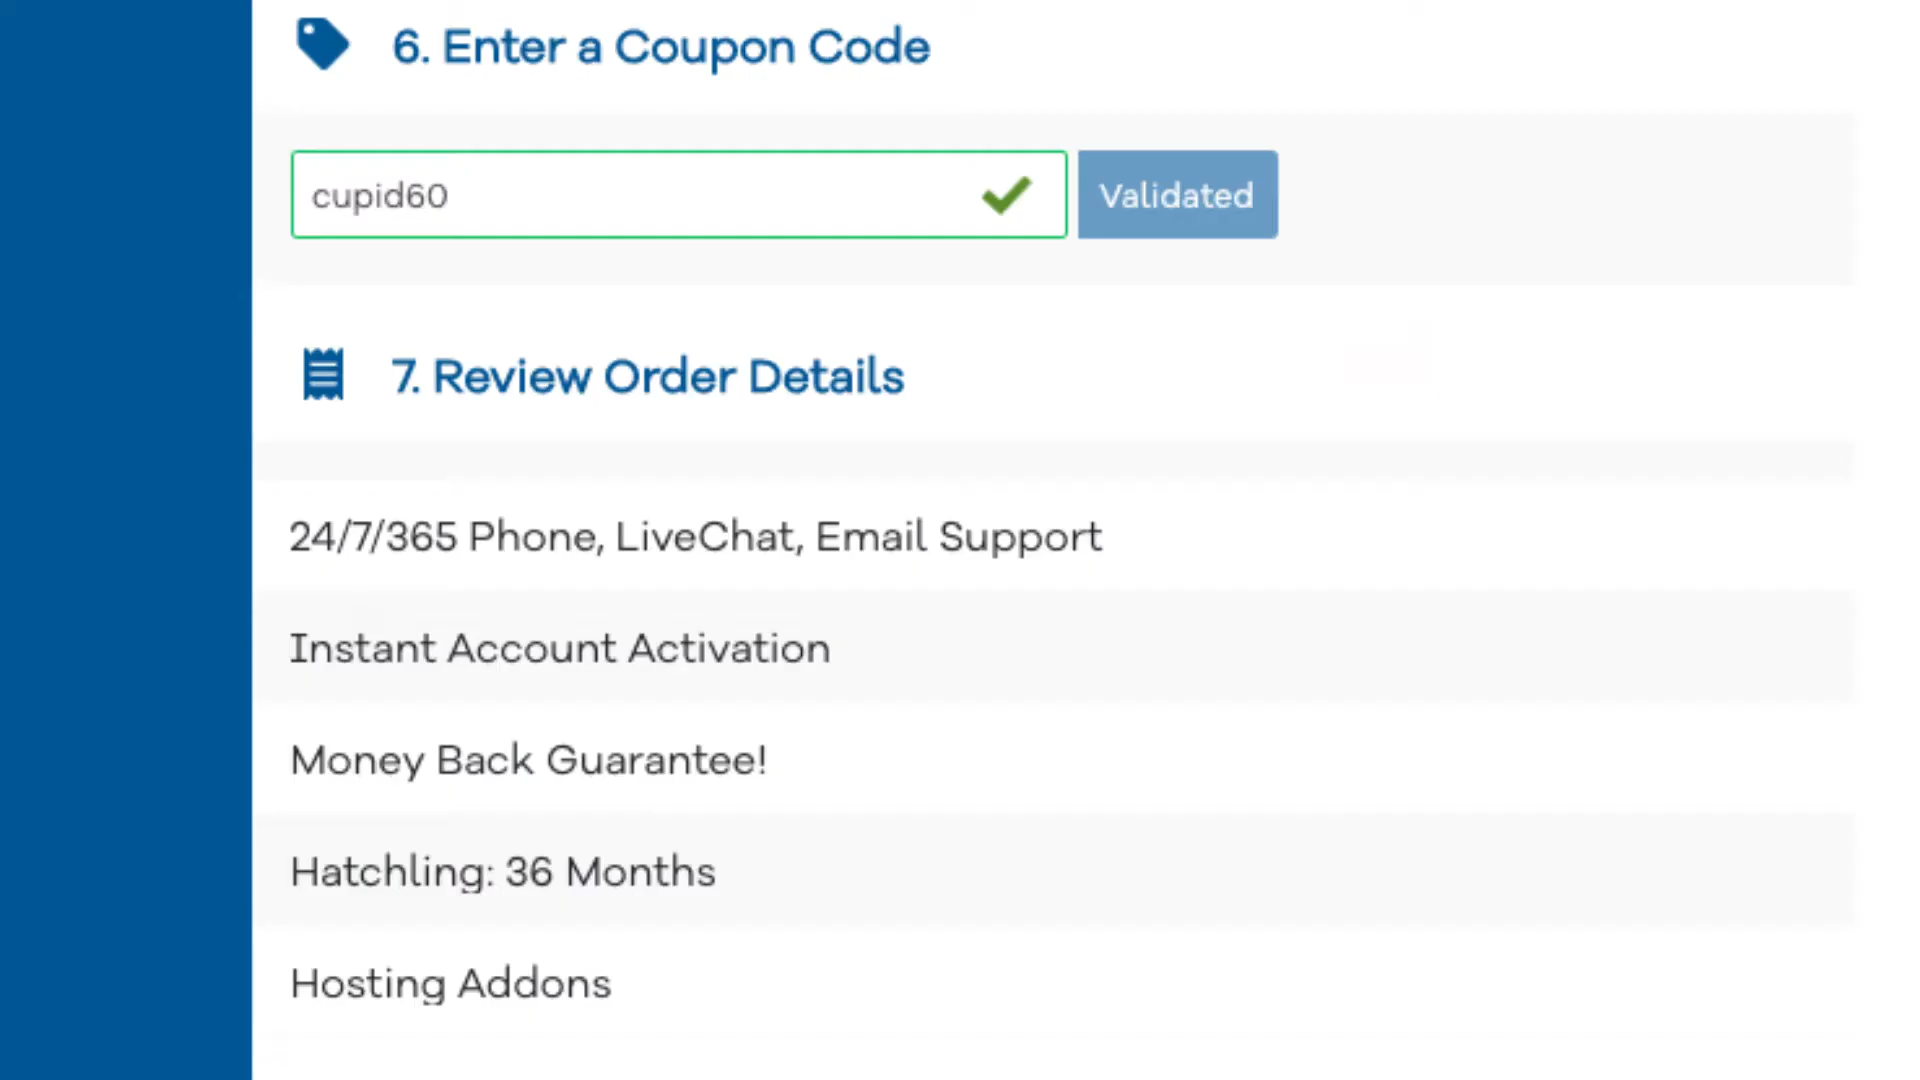 6. Enter a Coupon Code
cupid60
Validated
7. Review Order Details
24/7/365 Phone, LiveChat, Email Support
Instant Account Activation
Money Back Guarantee!
Hatchling: 36 Months
Hosting Addons